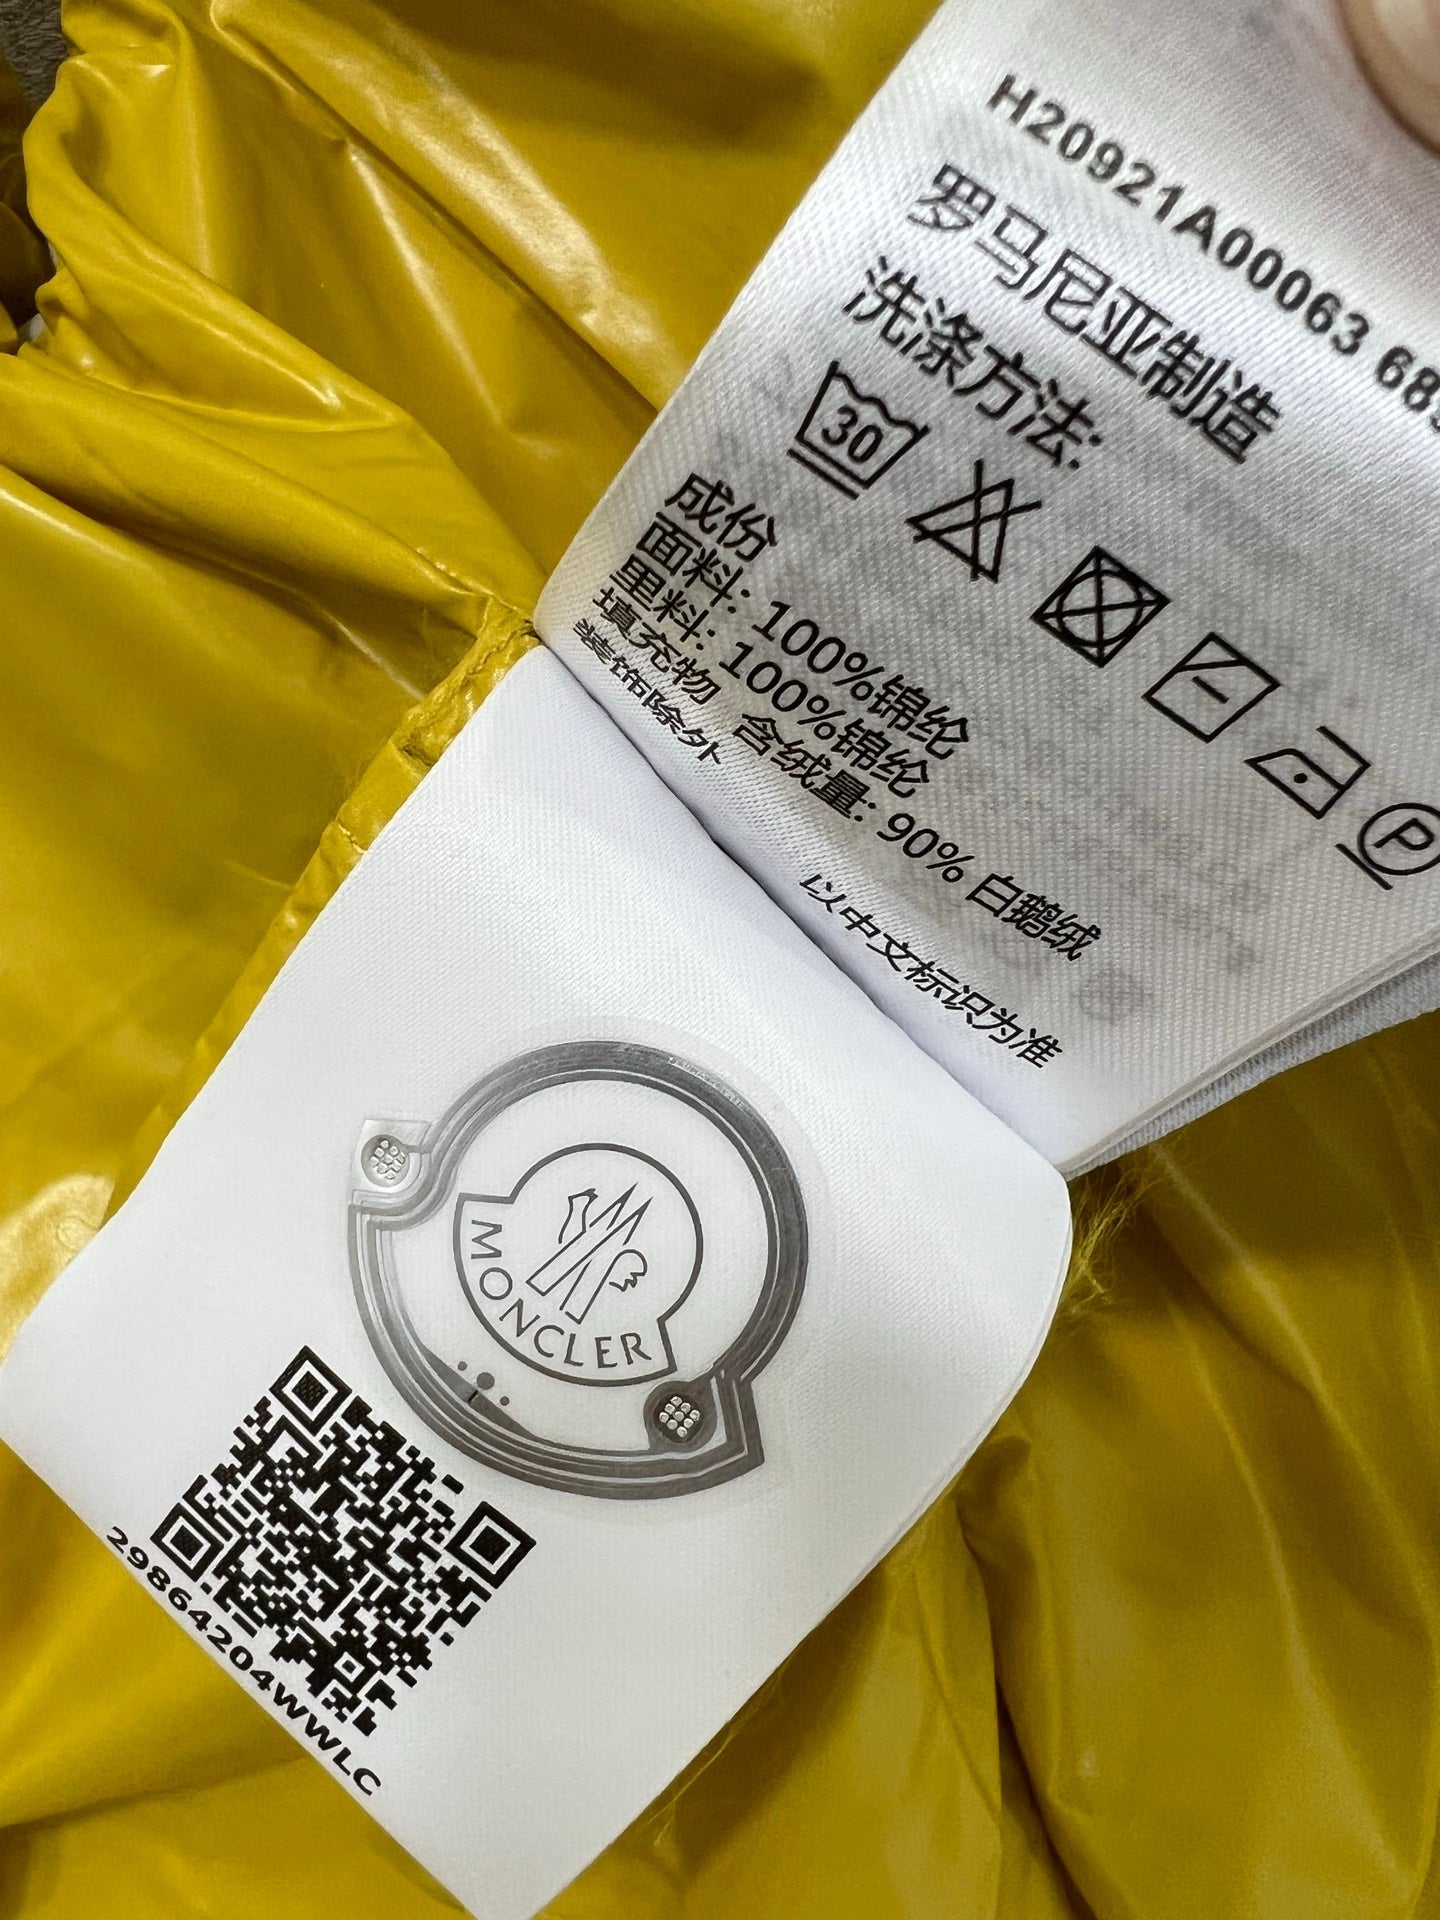 H20921A00063 689
罗马尼亚制造
洗涤方法:
30
P
成份
面料: 100%锦纶
里料: 100%锦纶
填充物 含绒量: 90% 白鹅绒
装饰除外
以中文标识为准
MONCLER
29864204WWLC